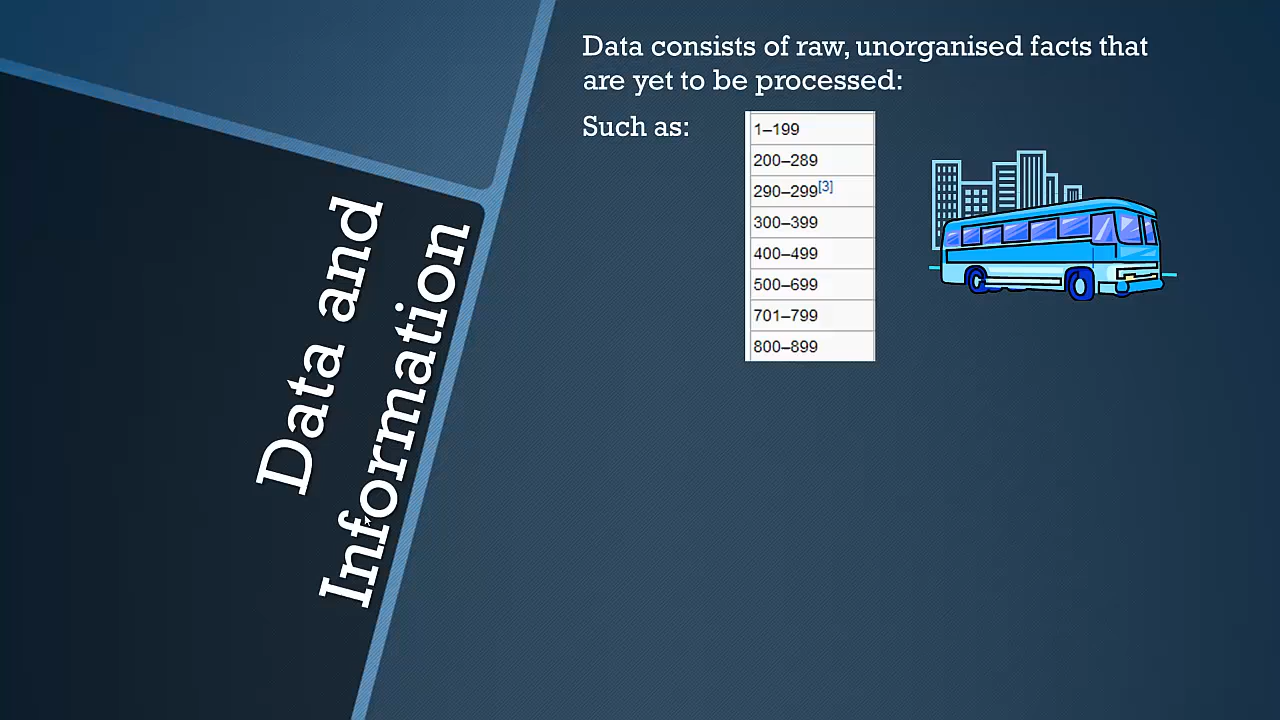 Data and
Information
Data consists of raw, unorganised facts that
are yet to be processed:
Such as:
1–199
200–289
290–299[3]
300–399
400–499
500–699
701–799
800–899